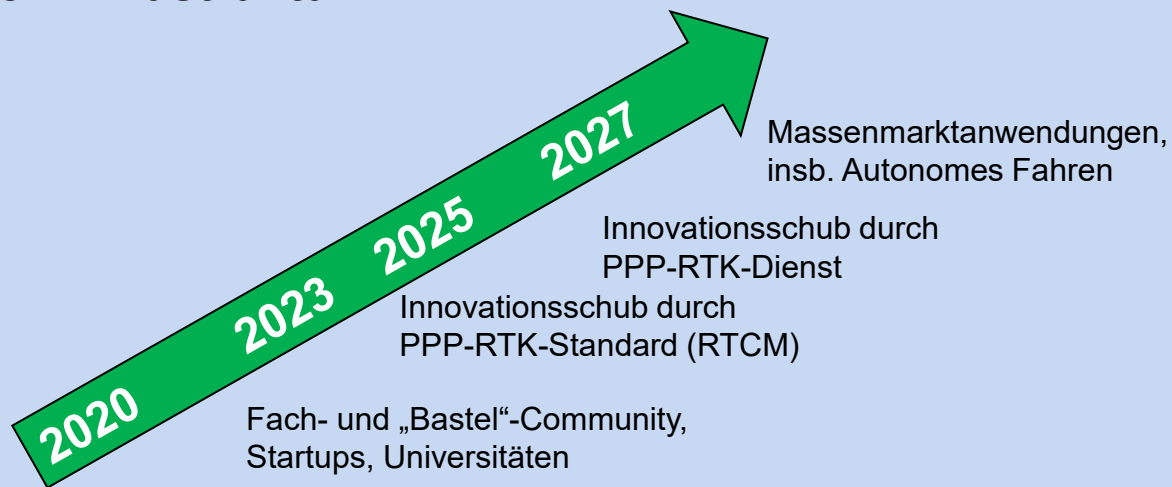 2027
Massenmarktanwendungen,
insb. Autonomes Fahren
2025
Innovationsschub durch
PPP-RTK-Dienst
2023
Innovationsschub durch
PPP-RTK-Standard (RTCM)
2020
Fach- und „Bastel“-Community,
Startups, Universitäten